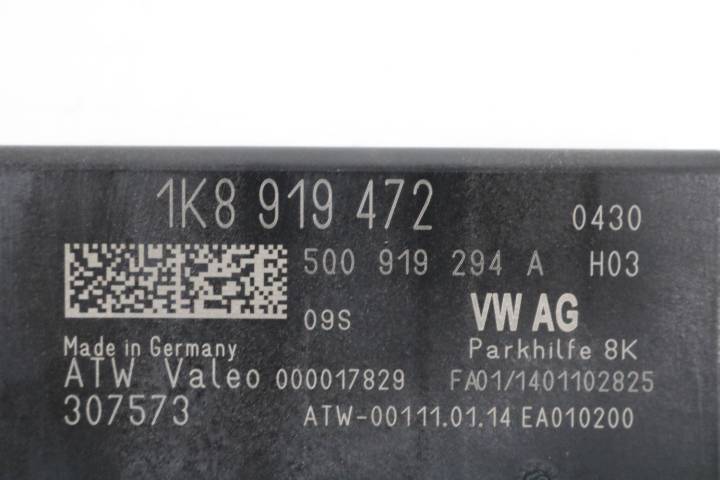 1K8 919 472 0430
5Q0 919 294 A H03
09S VW AG
Made in Germany Parkhilfe 8K
ATW Valeo 000017829 FA01/1401102825
307573 ATW-00111.01.14 EA010200